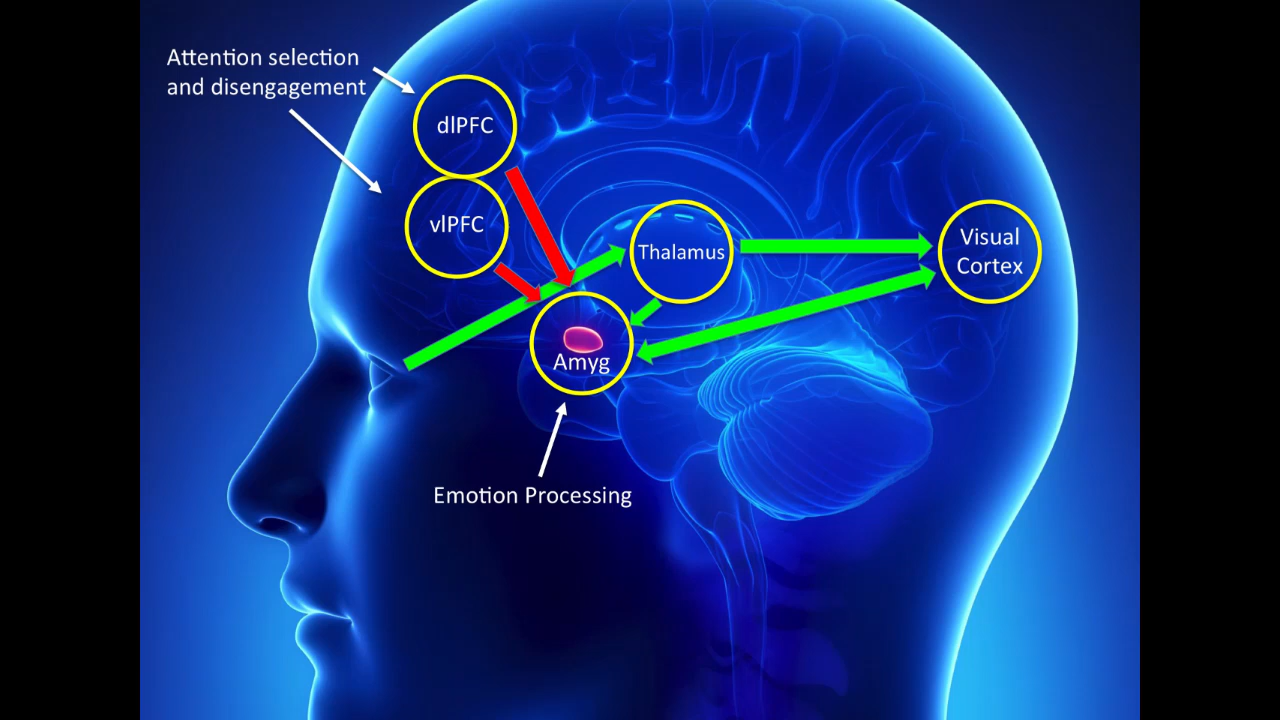 Attention selection
and disengagement
dlPFC
vlPFC
Thalamus
Visual
Cortex
Amyg
Emotion Processing